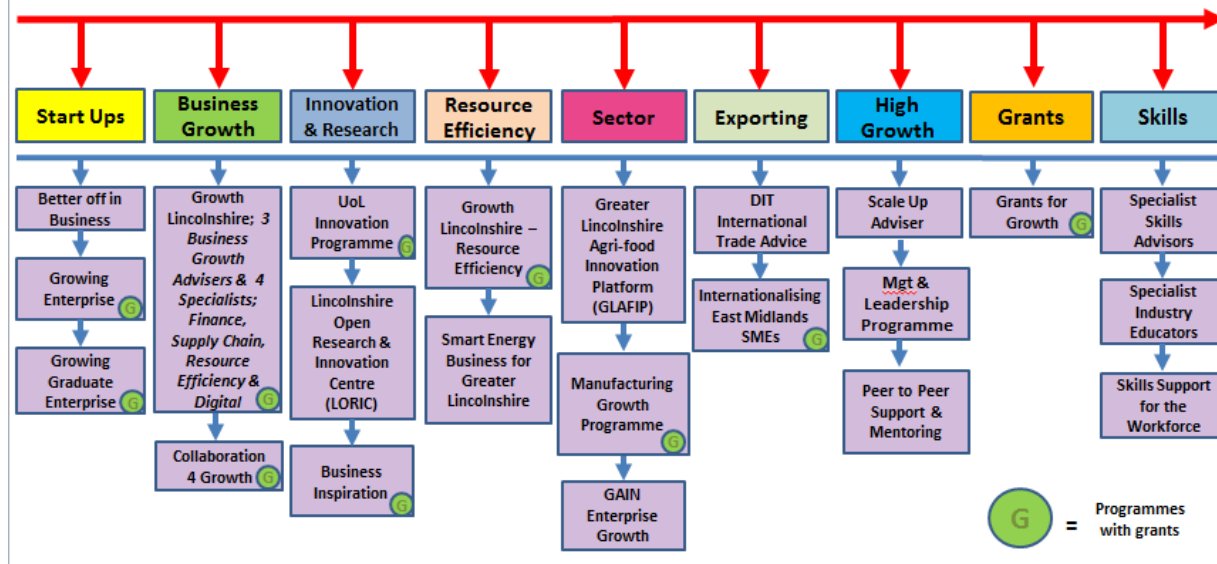 Start Ups
Business
Growth
Innovation
& Research
Resource
Efficiency
Sector
Exporting
High
Growth
Grants
Skills
Better off in
Business
Growing
Enterprise
G
Growing
Graduate
Enterprise
G
Growth
Lincolnshire; 3
Business
Growth
Advisers & 4
Specialists;
Finance,
Supply Chain,
Resource
Efficiency &
Digital
G
Collaboration
4 Growth
G
UoL
Innovation
Programme
G
Lincolnshire
Open
Research &
Innovation
Centre
(LORIC)
Business
Inspiration
G
Growth
Lincolnshire –
Resource
Efficiency
G
Smart Energy
Business for
Greater
Lincolnshire
Greater
Lincolnshire
Agri-food
Innovation
Platform
(GLAFIP)
Manufacturing
Growth
Programme
G
GAIN
Enterprise
Growth
DIT
International
Trade Advice
Internationalising
East Midlands
SMEs
G
Scale Up
Adviser
Mgt &
Leadership
Programme
Peer to Peer
Support &
Mentoring
Grants for
Growth
G
Specialist
Skills
Advisors
Specialist
Industry
Educators
Skills Support
for the
Workforce
G = Programmes
with grants